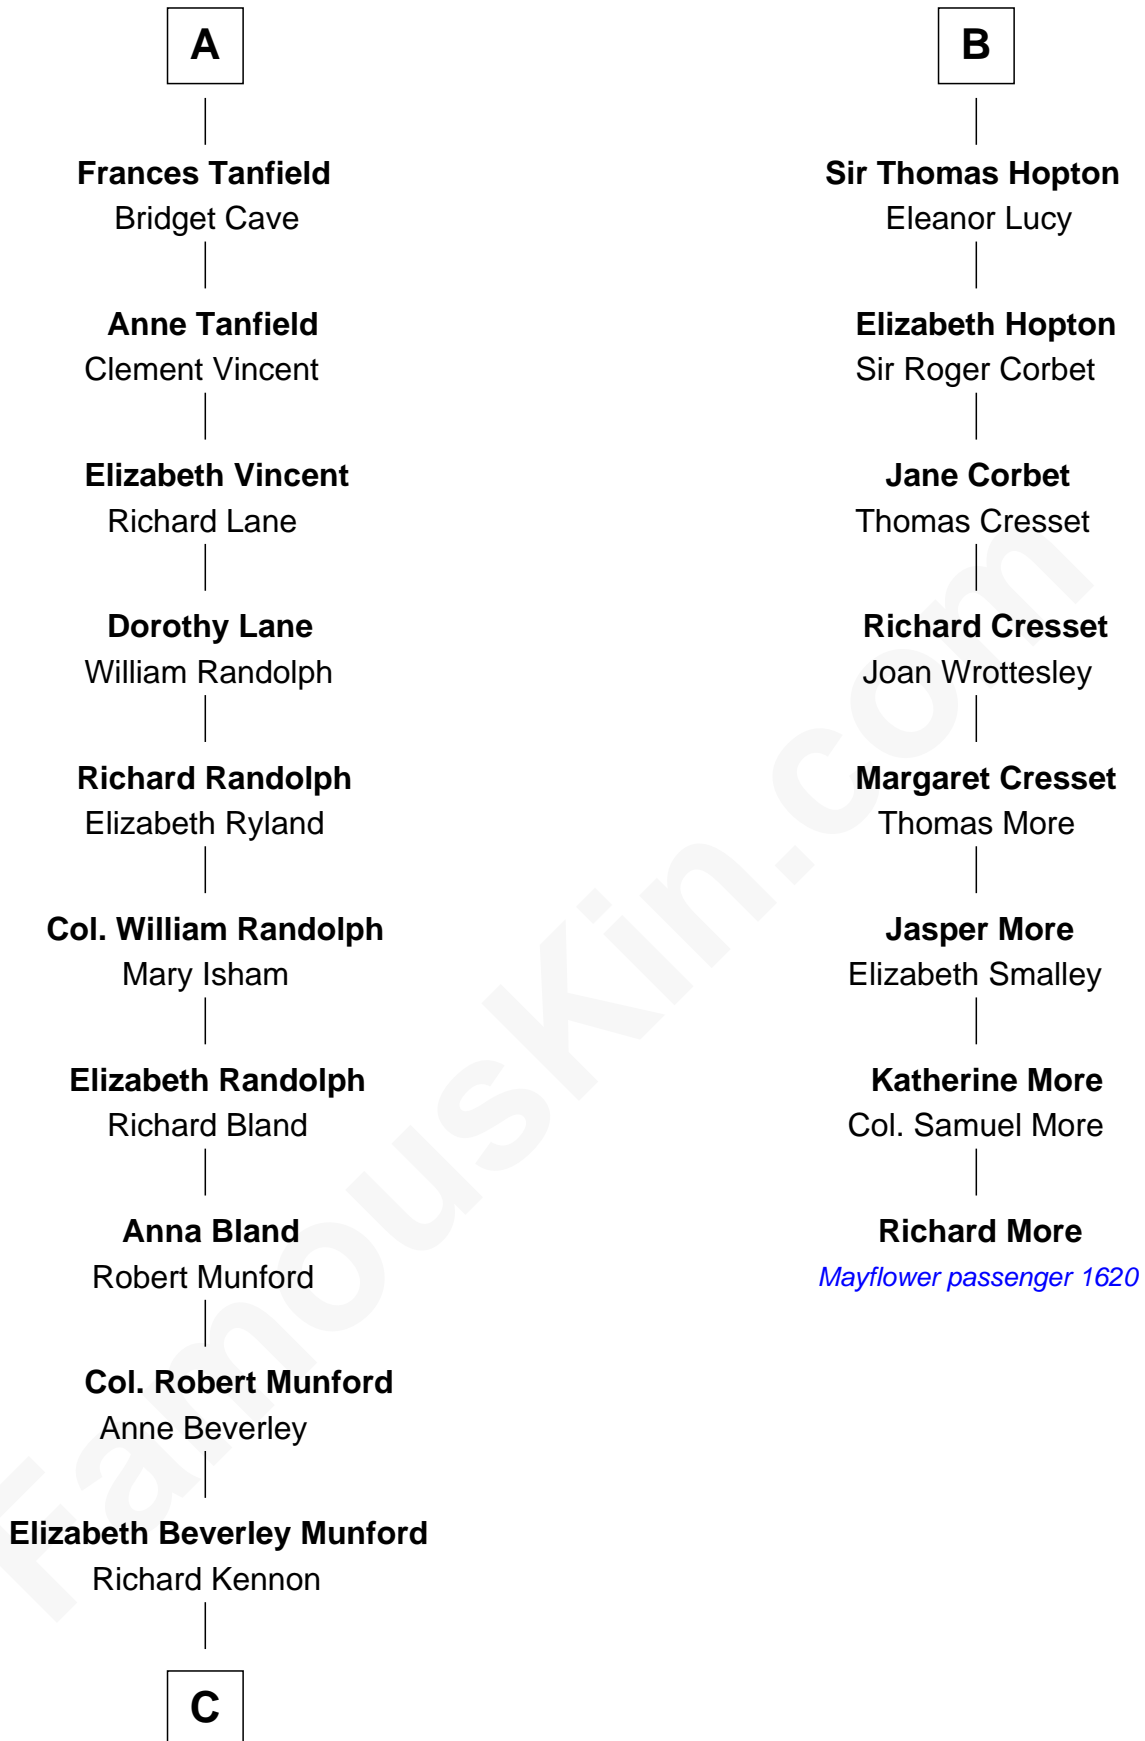 A
Frances Tanfield
Bridget Cave
Anne Tanfield
Clement Vincent
Elizabeth Vincent
Richard Lane
Dorothy Lane
William Randolph
Richard Randolph
Elizabeth Ryland
Col. William Randolph
Mary Isham
Elizabeth Randolph
Richard Bland
Anna Bland
Robert Munford
Col. Robert Munford
Anne Beverley
Elizabeth Beverley Munford
Richard Kennon
C
B
Sir Thomas Hopton
Eleanor Lucy
Elizabeth Hopton
Sir Roger Corbet
Jane Corbet
Thomas Cresset
Richard Cresset
Joan Wrottesley
Margaret Cresset
Thomas More
Jasper More
Elizabeth Smalley
Katherine More
Col. Samuel More
Richard More
Mayflower passenger 1620
FamousKin.com